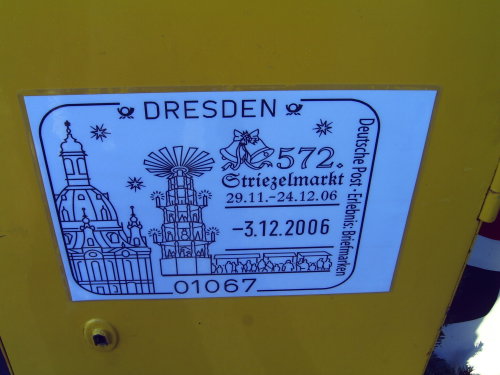 DRESDEN
572.
Striezelmarkt
29.11.-24.12.06
-3.12.2006
01067
Deutsche Post · Erlebnis: Briefmarken